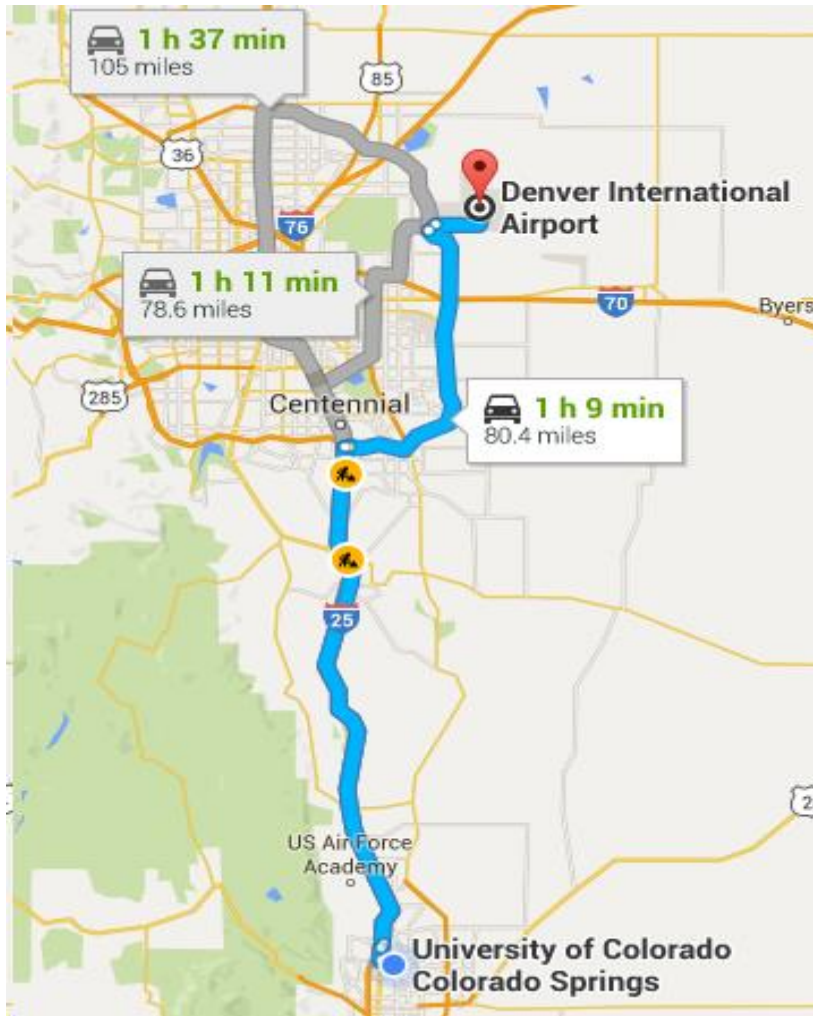 1 h 37 min
105 miles
85
36
Denver International
Airport
76
1 h 11 min
78.6 miles
70
Byers
285
Centennial
1 h 9 min
80.4 miles
25
US Air Force
Academy
University of Colorado
Colorado Springs